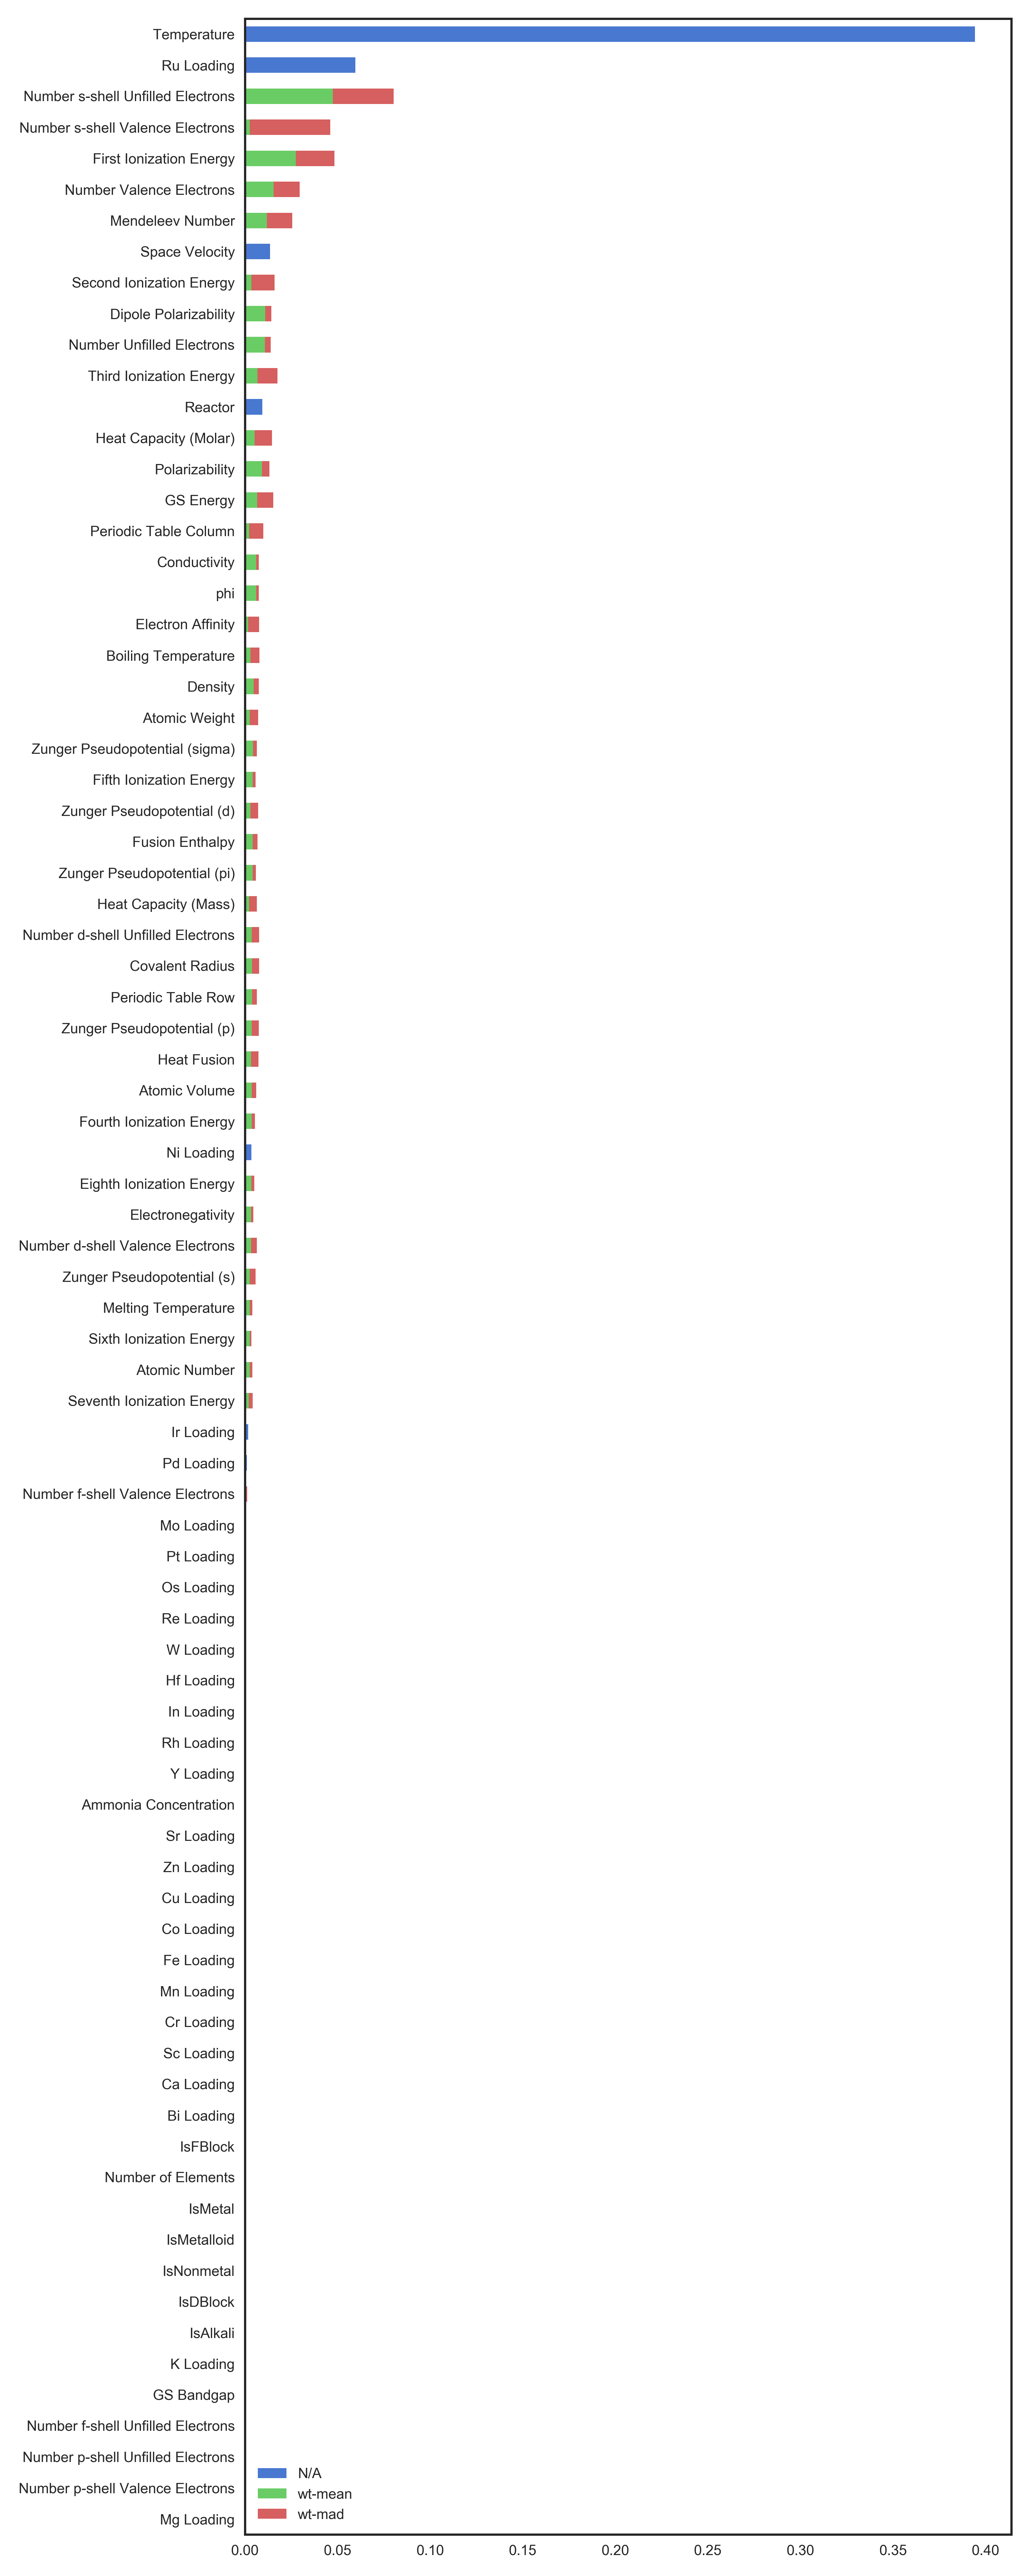 Temperature
Ru Loading
Number s-shell Unfilled Electrons
Number s-shell Valence Electrons
First Ionization Energy
Number Valence Electrons
Mendeleev Number
Space Velocity
Second Ionization Energy
Dipole Polarizability
Number Unfilled Electrons
Third Ionization Energy
Reactor
Heat Capacity (Molar)
Polarizability
GS Energy
Periodic Table Column
Conductivity
phi
Electron Affinity
Boiling Temperature
Density
Atomic Weight
Zunger Pseudopotential (sigma)
Fifth Ionization Energy
Zunger Pseudopotential (d)
Fusion Enthalpy
Zunger Pseudopotential (pi)
Heat Capacity (Mass)
Number d-shell Unfilled Electrons
Covalent Radius
Periodic Table Row
Zunger Pseudopotential (p)
Heat Fusion
Atomic Volume
Fourth Ionization Energy
Ni Loading
Eighth Ionization Energy
Electronegativity
Number d-shell Valence Electrons
Zunger Pseudopotential (s)
Melting Temperature
Sixth Ionization Energy
Atomic Number
Seventh Ionization Energy
Ir Loading
Pd Loading
Number f-shell Valence Electrons
Mo Loading
Pt Loading
Os Loading
Re Loading
W Loading
Hf Loading
In Loading
Rh Loading
Y Loading
Ammonia Concentration
Sr Loading
Zn Loading
Cu Loading
Co Loading
Fe Loading
Mn Loading
Cr Loading
Sc Loading
Ca Loading
Bi Loading
IsFBlock
Number of Elements
IsMetal
IsMetalloid
IsNonmetal
IsDBlock
IsAlkali
K Loading
GS Bandgap
Number f-shell Unfilled Electrons
Number p-shell Unfilled Electrons
Number p-shell Valence Electrons
Mg Loading
N/A
wt-mean
wt-mad
0.00 0.05 0.10 0.15 0.20 0.25 0.30 0.35 0.40